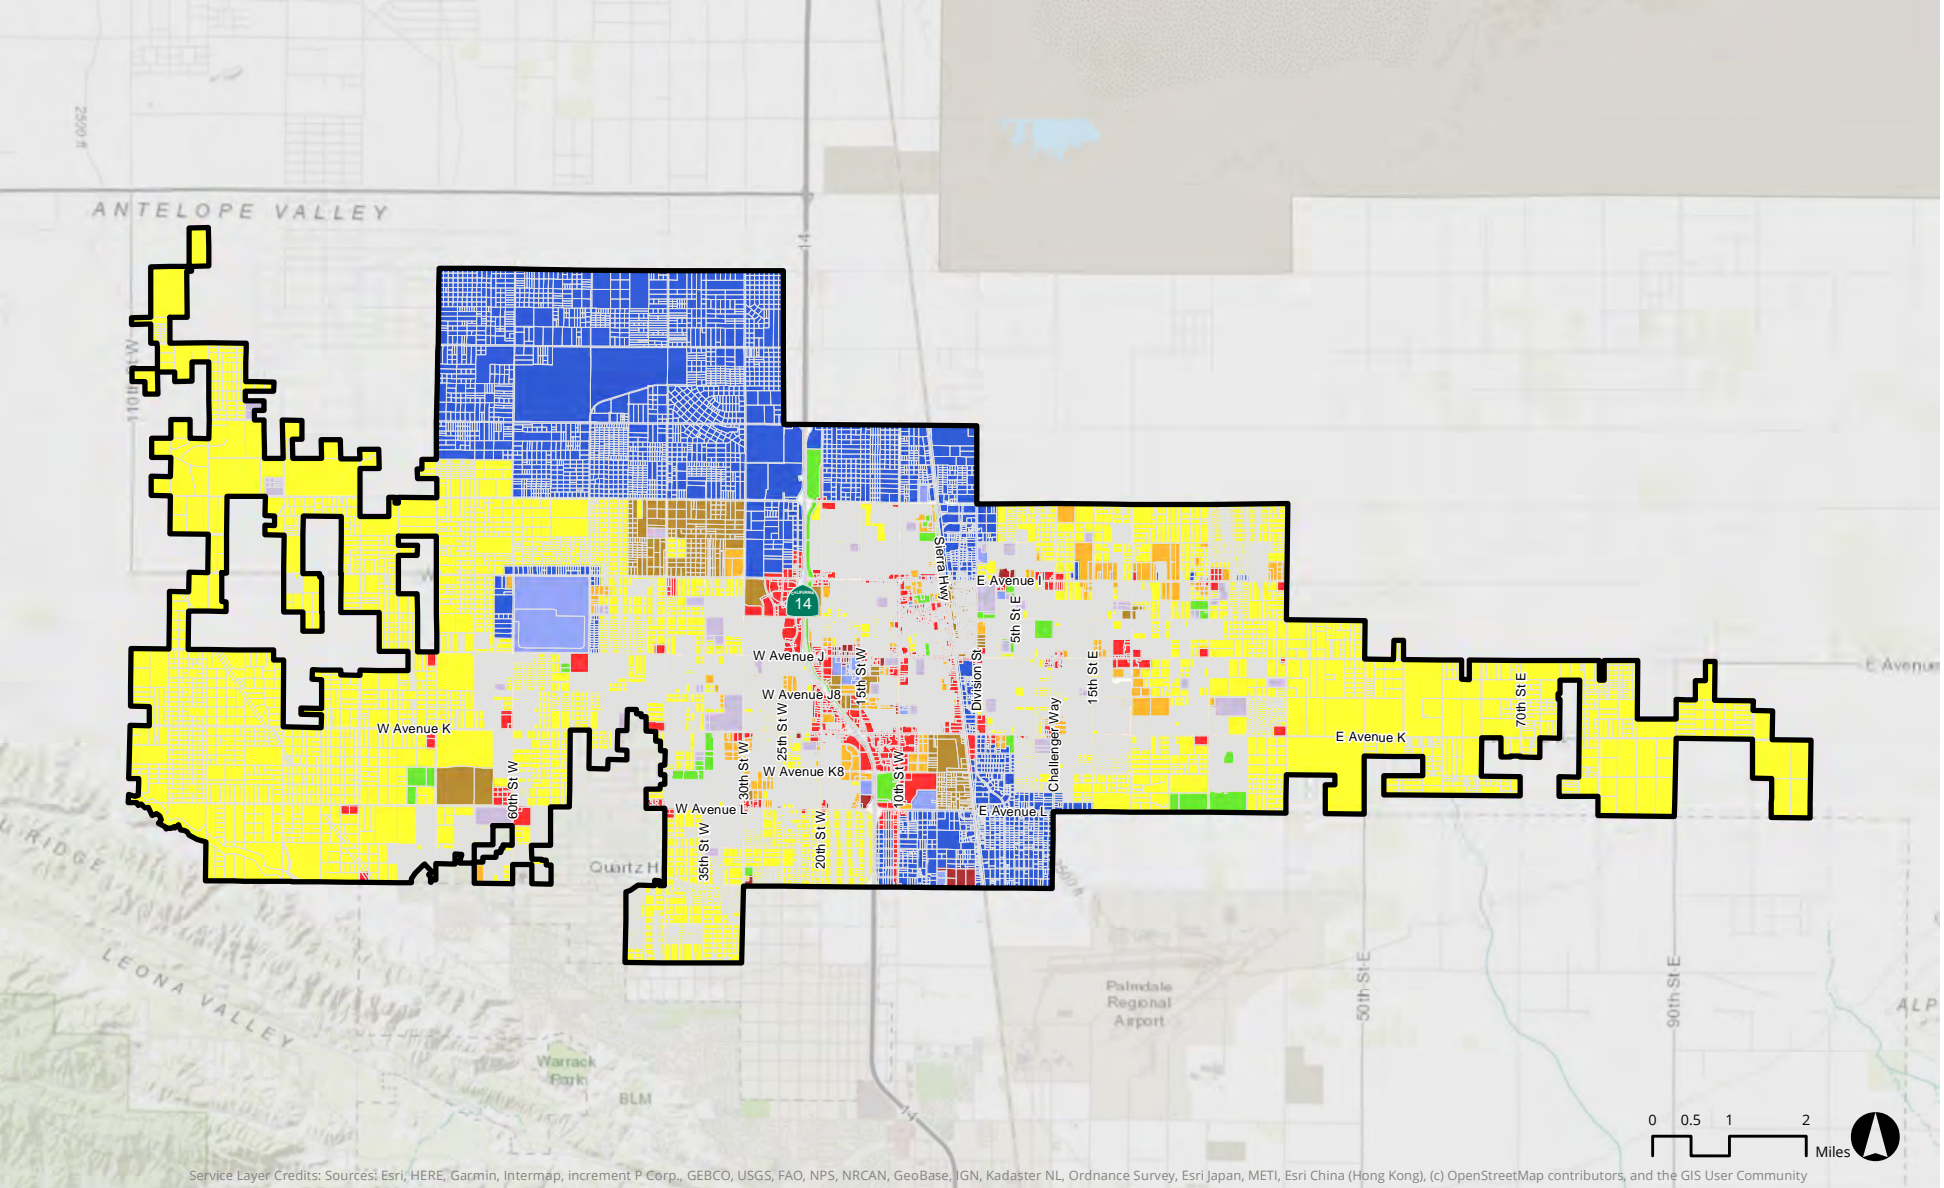 2500 ft
ANTELOPE VALLEY
14
110th St W
CALIFORNIA
14
Sierra Hwy
E Avenue I
5th St E
W Avenue J
15th St W
Division St
15th St E
E Avenue
W Avenue J8
25th St W
70th St E
W Avenue K
E Avenue K
30th St W
W Avenue K8
10th St W
Challenger Way
60th St W
W Avenue L
E Avenue L
35th St W
20th St W
Quartz H
RIDGE
LEONA VALLEY
Palmdale
Regional
Airport
50th St E
90th St E
ALP
Warrack
Park
BLM
14
0 0.5 1 2
Miles
Service Layer Credits: Sources: Esri, HERE, Garmin, Intermap, increment P Corp., GEBCO, USGS, FAO, NPS, NRCAN, GeoBase, IGN, Kadaster NL, Ordnance Survey, Esri Japan, METI, Esri China (Hong Kong), (c) OpenStreetMap contributors, and the GIS User Community